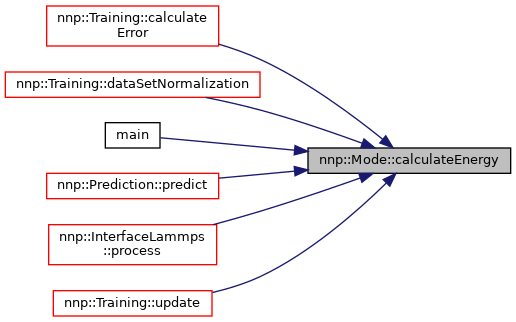 nnp::Training::calculate
Error
nnp::Training::dataSetNormalization
main
nnp::Mode::calculateEnergy
nnp::Prediction::predict
nnp::InterfaceLammps
::process
nnp::Training::update